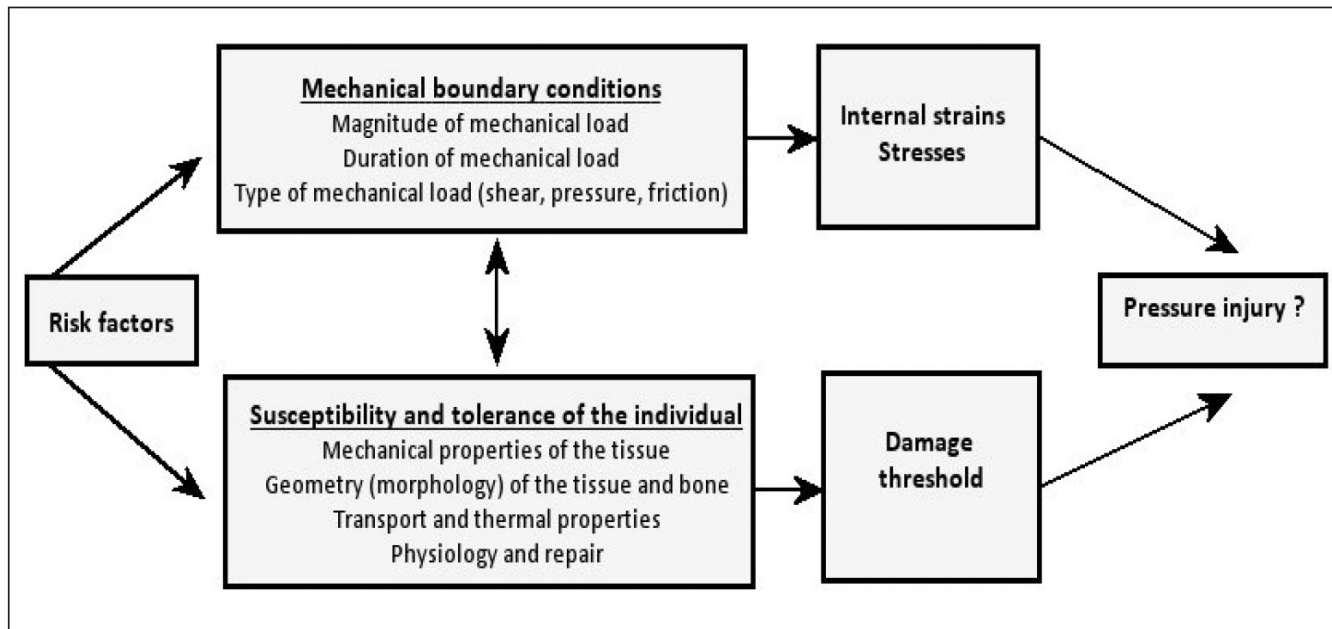 Mechanical boundary conditions
Magnitude of mechanical load
Duration of mechanical load
Type of mechanical load (shear, pressure, friction)
Internal strains
Stresses
Risk factors
Pressure injury ?
Susceptibility and tolerance of the individual
Mechanical properties of the tissue
Geometry (morphology) of the tissue and bone
Transport and thermal properties
Physiology and repair
Damage
threshold